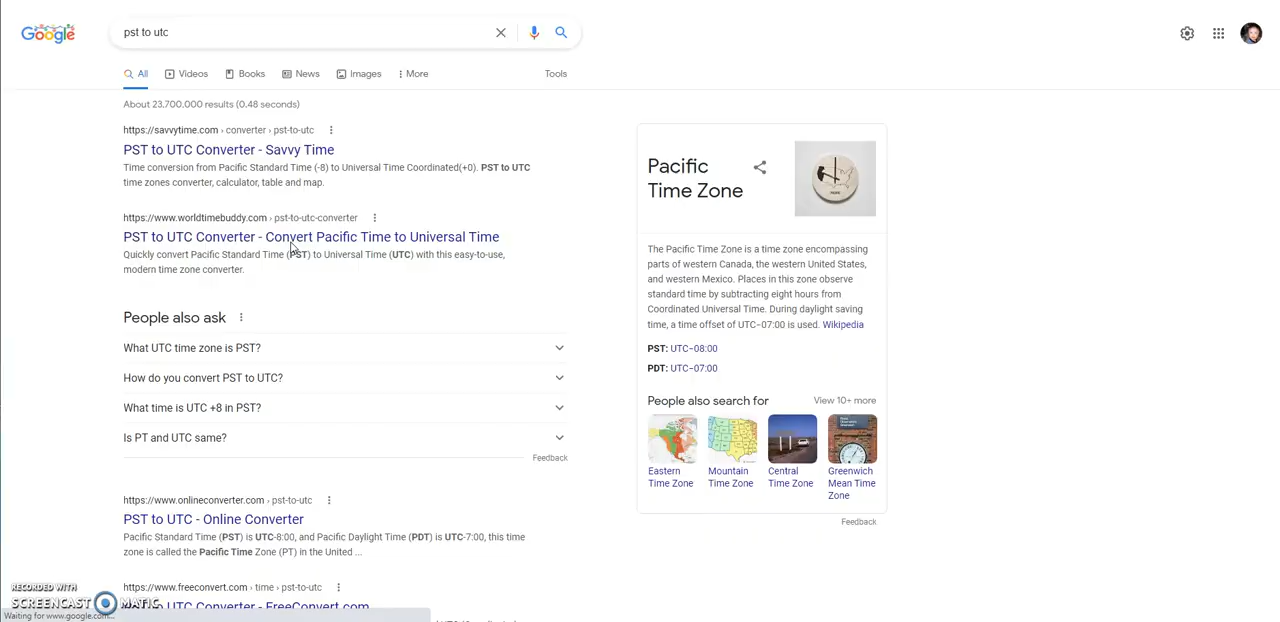 Google
pst to utc
All
Videos
Books
News
Images
More
Tools
About 23,700,000 results (0.48 seconds)
https://savvytime.com › converter › pst-to-utc
PST to UTC Converter - Savvy Time
Time conversion from Pacific Standard Time (-8) to Universal Time Coordinated(+0). PST to UTC
time zones converter, calculator, table and map.
https://www.worldtimebuddy.com › pst-to-utc-converter
PST to UTC Converter - Convert Pacific Time to Universal Time
Quickly convert Pacific Standard Time (PST) to Universal Time (UTC) with this easy-to-use,
modern time zone converter.
People also ask
What UTC time zone is PST?
How do you convert PST to UTC?
What time is UTC +8 in PST?
Is PT and UTC same?
Feedback
https://www.onlineconverter.com › pst-to-utc
PST to UTC - Online Converter
Pacific Standard Time (PST) is UTC-8:00, and Pacific Daylight Time (PDT) is UTC-7:00, this time
zone is called the Pacific Time Zone (PT) in the United ...
https://www.freeconvert.com › time › pst-to-utc
UTC Converter - FreeConvert.com
Pacific
Time Zone
The Pacific Time Zone is a time zone encompassing
parts of western Canada, the western United States,
and western Mexico. Places in this zone observe
standard time by subtracting eight hours from
Coordinated Universal Time. During daylight saving
time, a time offset of UTC−07:00 is used. Wikipedia
PST: UTC−08:00
PDT: UTC−07:00
People also search for
View 10+ more
Eastern
Time Zone
Mountain
Time Zone
Central
Time Zone
Greenwich
Mean Time
Zone
Feedback
RECORDED WITH
SCREENCAST MATIC
Waiting for www.google.com...